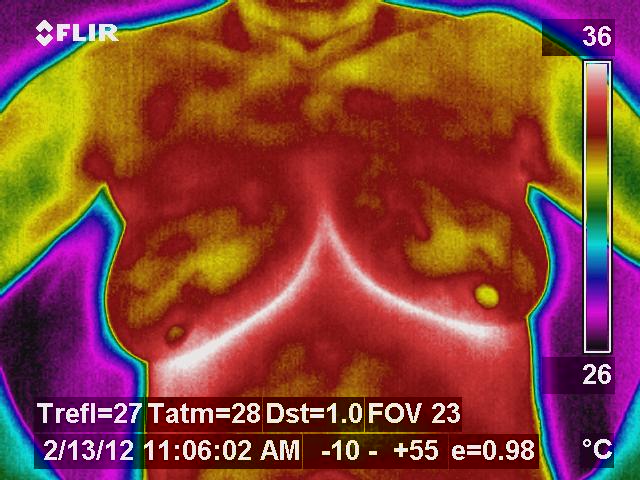 FLIR
36
26
Trefl=27 Tatm=28 Dst=1.0 FOV 23
2/13/12 11:06:02 AM -10 - +55 e=0.98 °C